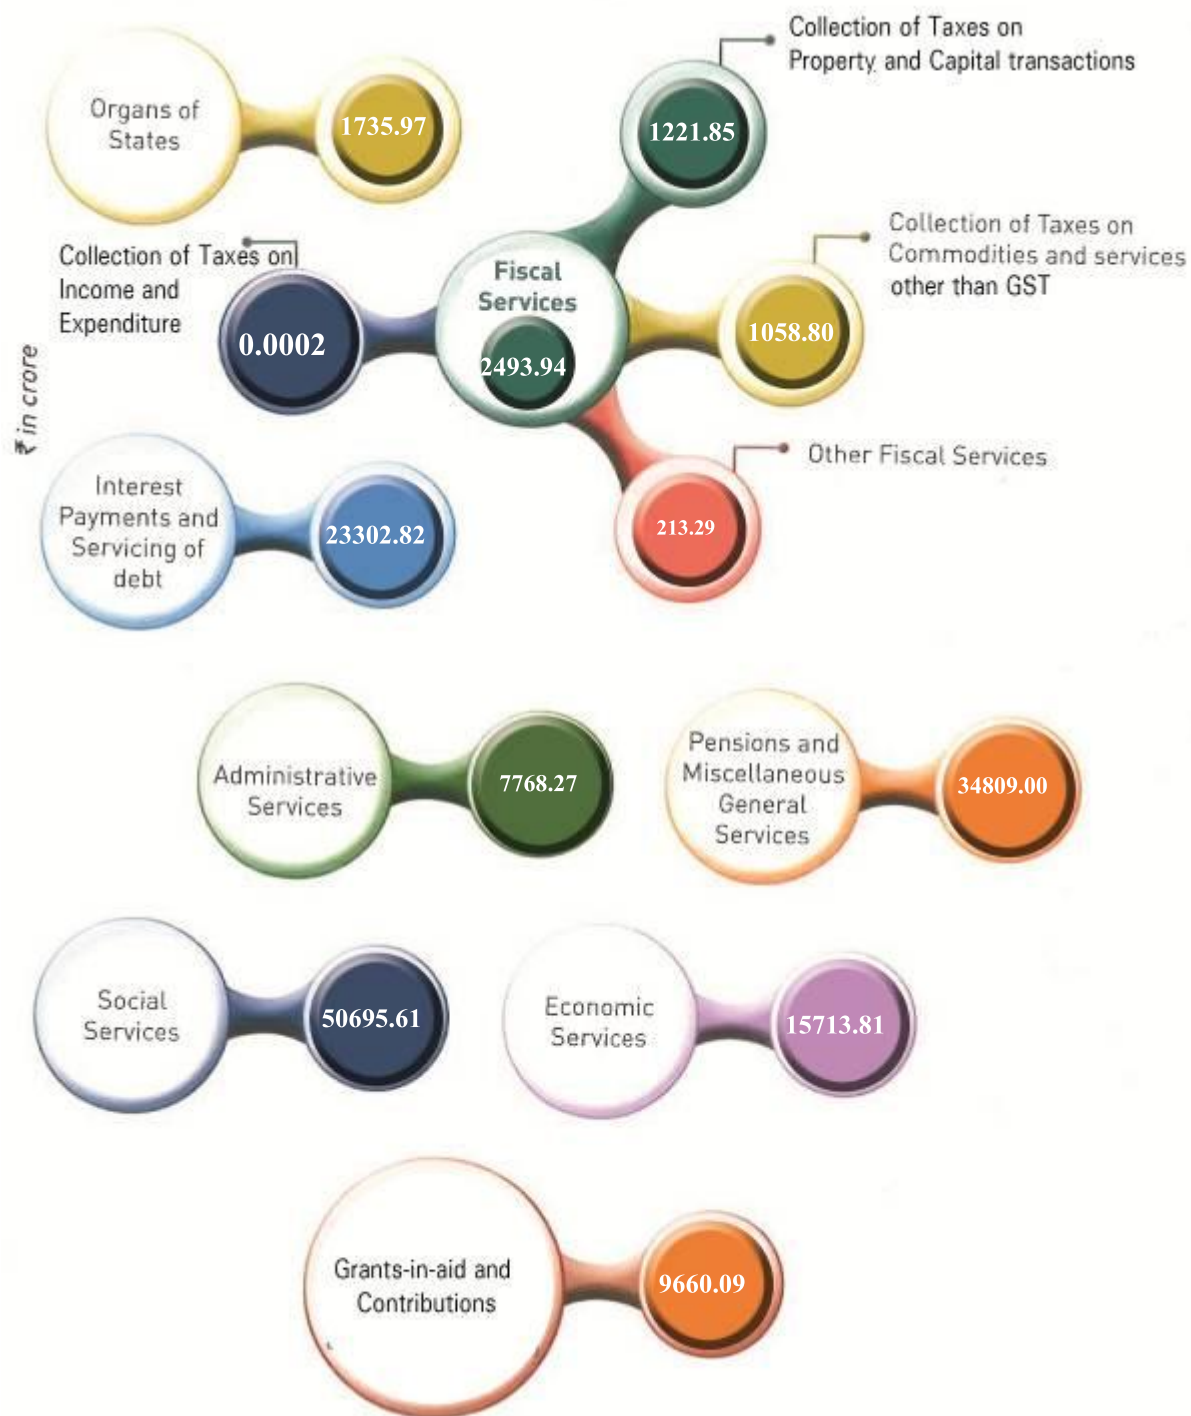 Collection of Taxes on
Property and Capital transactions
Organs of
States
1735.97
1221.85
Collection of Taxes on
Commodities and services
other than GST
Collection of Taxes on
Income and
Expenditure
Fiscal
Services
0.0002
2493.94
1058.80
₹ in crore
Other Fiscal Services
Interest
Payments and
Servicing of
debt
23302.82
213.29
Administrative
Services
7768.27
Pensions and
Miscellaneous
General
Services
34809.00
Social
Services
50695.61
Economic
Services
15713.81
Grants-in-aid and
Contributions
9660.09